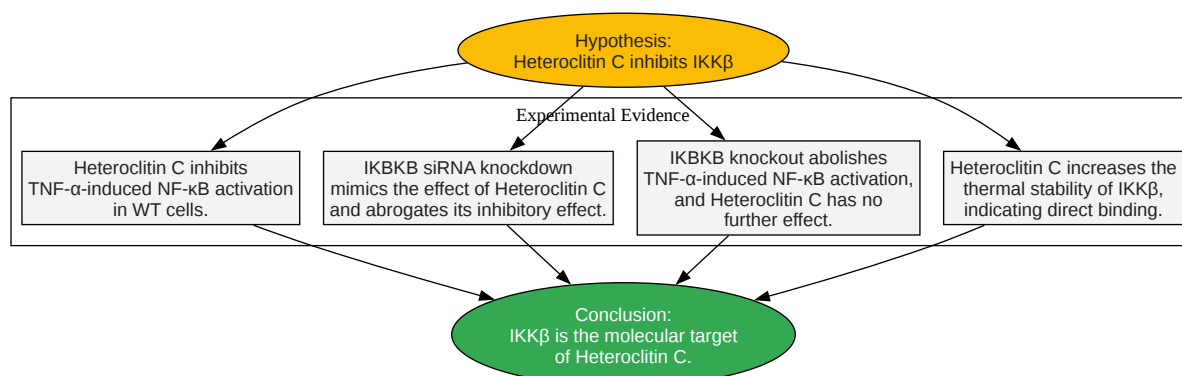 Hypothesis:
Heteroclitin C inhibits IKKβ
Experimental Evidence
Heteroclitin C inhibits
TNF-α-induced NF-κB activation
in WT cells.
IKBKB siRNA knockdown
mimics the effect of Heteroclitin C
and abrogates its inhibitory effect.
IKBKB knockout abolishes
TNF-α-induced NF-κB activation,
and Heteroclitin C has no
further effect.
Heteroclitin C increases the
thermal stability of IKKβ,
indicating direct binding.
Conclusion:
IKKβ is the molecular target
of Heteroclitin C.